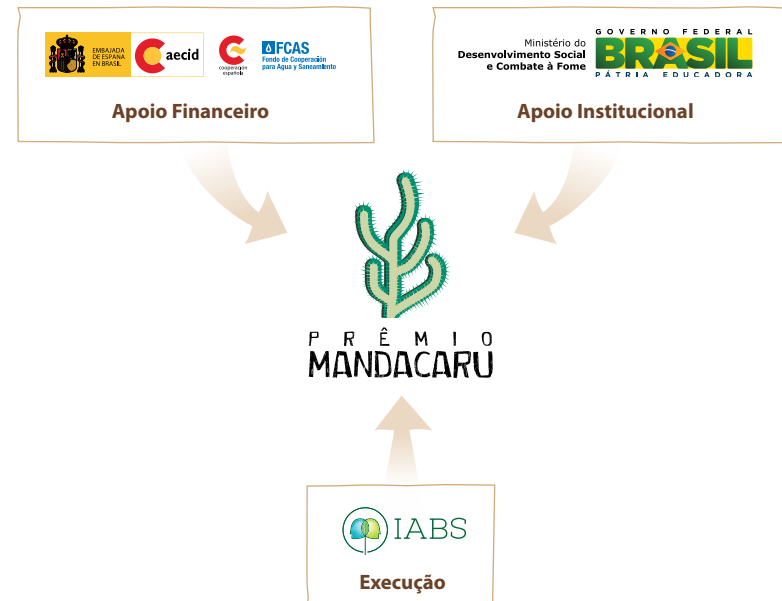 EMBAJADA
DE ESPAÑA
EN BRASIL
aecid
cooperación
española
FCAS
Fondo de Cooperación
para Agua y Saneamiento
Apoio Financeiro
Ministério do
Desenvolvimento Social
e Combate à Fome
GOVERNO FEDERAL
BRASIL
PÁTRIA EDUCADORA
Apoio Institucional
PRÊMIO
MANDACARU
IABS
Execução